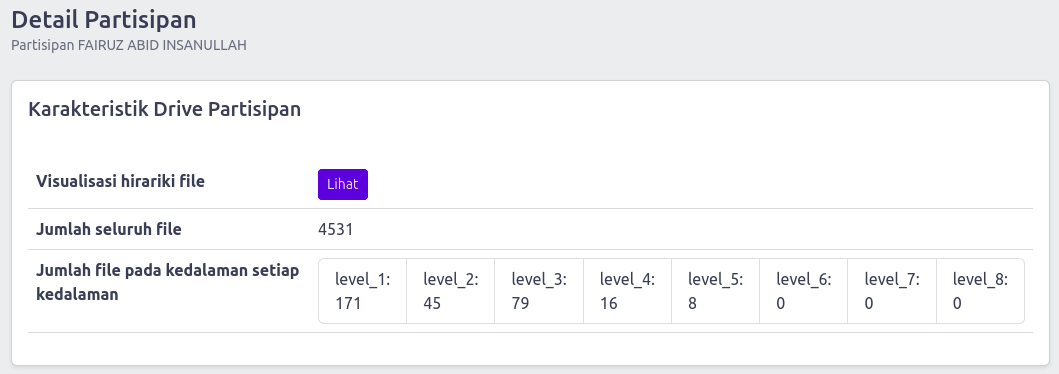 Detail Partisipan
Partisipan FAIRUZ ABID INSANULLAH
Karakteristik Drive Partisipan
Visualisasi hirariki file
Lihat
Jumlah seluruh file
4531
Jumlah file pada kedalaman setiap
kedalaman
level_1:
171
level_2:
45
level_3:
79
level_4:
16
level_5:
8
level_6:
0
level_7:
0
level_8:
0